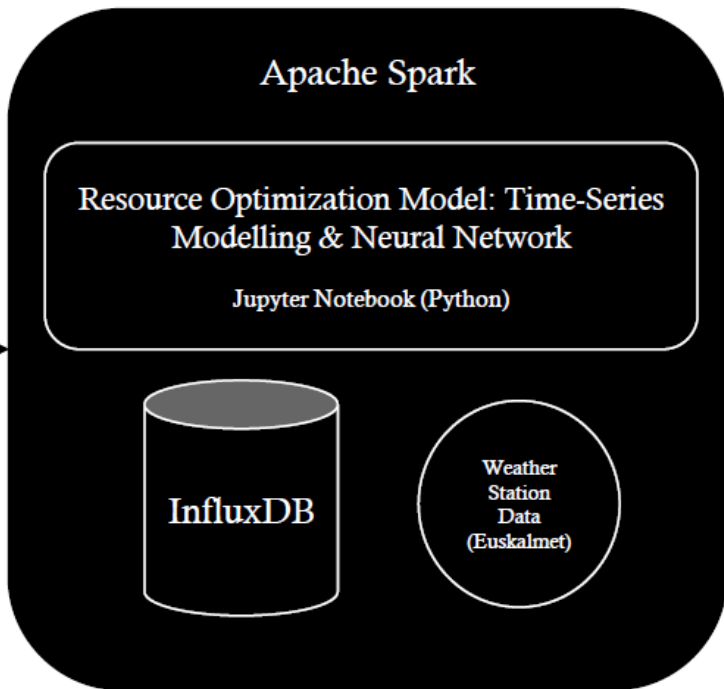 Apache Spark
Resource Optimization Model: Time-Series
Modelling & Neural Network
Jupyter Notebook (Python)
InfluxDB
Weather
Station
Data
(Euskalmet)